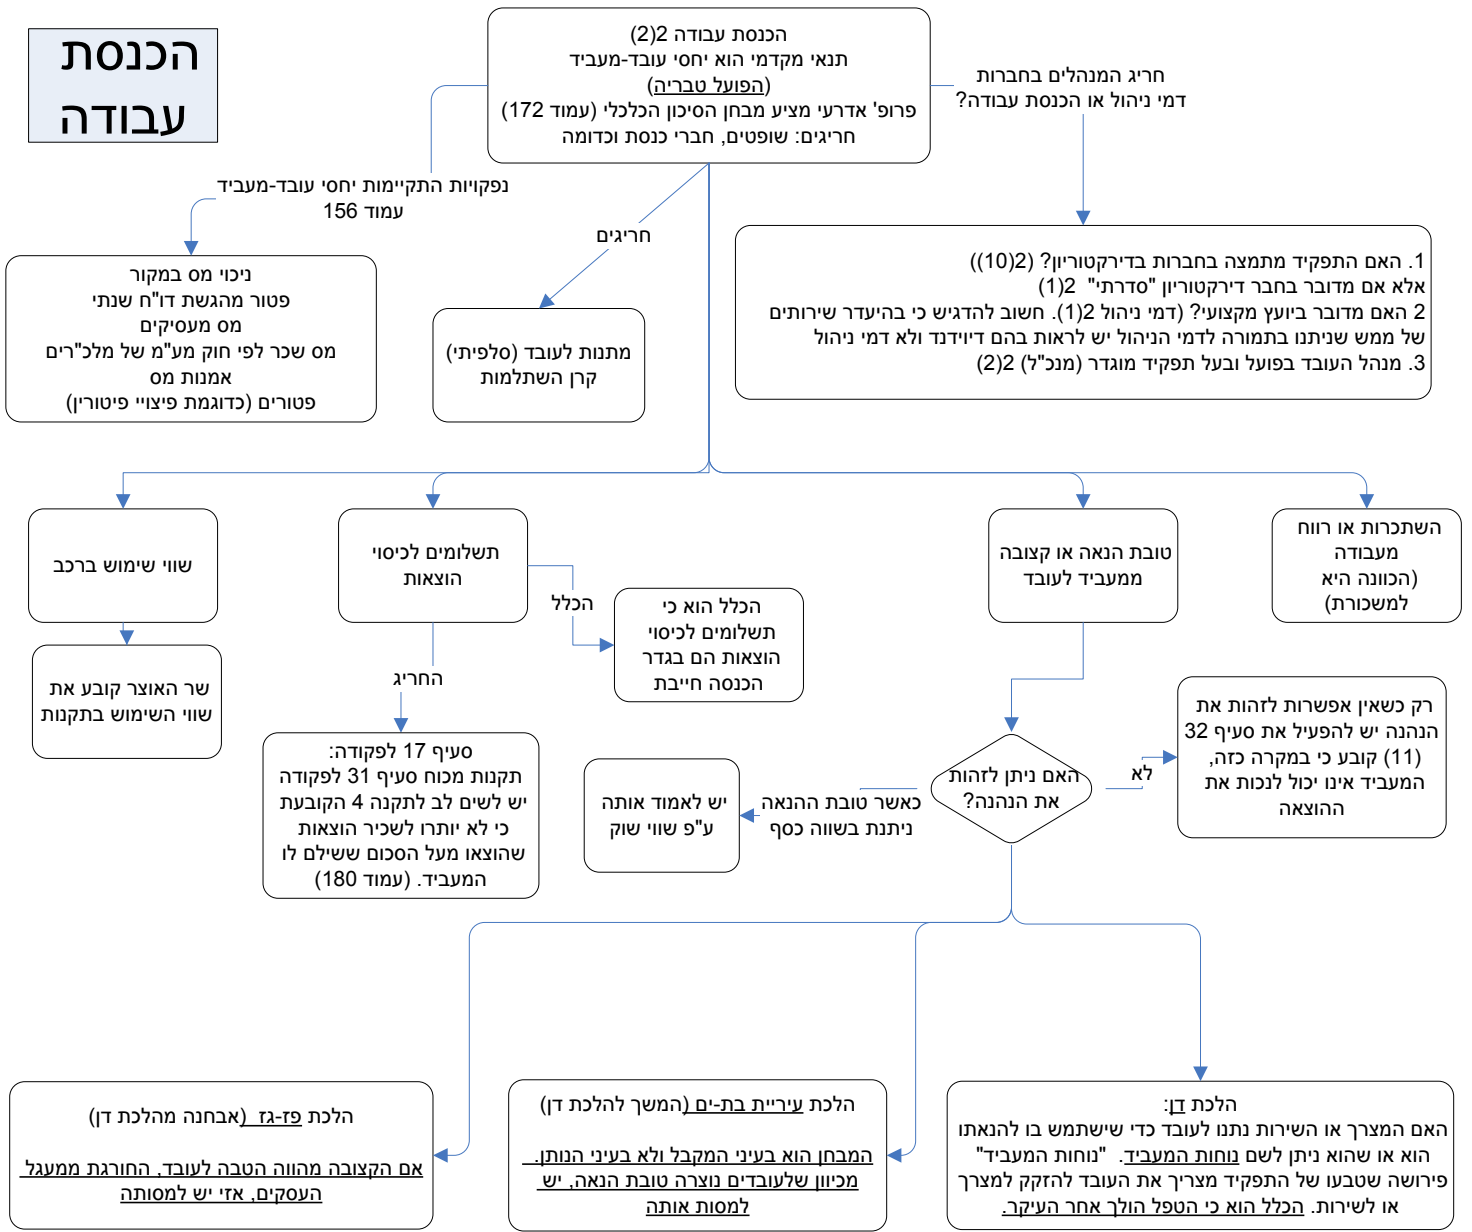 הכנסת
עבודה
הכנסת עבודה 2(2)
תנאי מקדמי הוא יחסי עובד-מעביד
(הפועל טבריה)
פרופ' אדרעי מציע מבחן הסיכון הכלכלי (עמוד 172)
חריגים: שופטים, חברי כנסת וכדומה
חריג המנהלים בחברות
דמי ניהול או הכנסת עבודה?
נפקויות התקיימות יחסי עובד-מעביד
עמוד 156
חריגים
1. האם התפקיד מתמצה בחברות בדירקטוריון? (2(10))
אלא אם מדובר בחבר דירקטוריון "סדרתי" 2(1)
2 האם מדובר ביועץ מקצועי? (דמי ניהול 2(1). חשוב להדגיש כי בהיעדר שירותים
של ממש שניתנו בתמורה לדמי הניהול יש לראות בהם דיווידנד ולא דמי ניהול
3. מנהל העובד בפועל ובעל תפקיד מוגדר (מנכ"ל) 2(2)
מתנות לעובד (סלפיתי)
קרן השתלמות
ניכוי מס במקור
פטור מהגשת דו"ח שנתי
מס מעסיקים
מס שכר לפי חוק מע"מ של מלכ"רים
אמנות מס
פטורים (כדוגמת פיצויי פיטורין)
השתכרות או רווח
מעבודה
(הכוונה היא
למשכורת)
טובת הנאה או קצובה
ממעביד לעובד
תשלומים לכיסוי
הוצאות
שווי שימוש ברכב
הכלל
הכלל הוא כי
תשלומים לכיסוי
הוצאות הם בגדר
הכנסה חייבת
החריג
שר האוצר קובע את
שווי השימוש בתקנות
רק כשאין אפשרות לזהות את
הנהנה יש להפעיל את סעיף 32
(11) קובע כי במקרה כזה,
המעביד אינו יכול לנכות את
ההוצאה
לא
האם ניתן לזהות
את הנהנה?
כאשר טובת ההנאה
ניתנת בשווה כסף
יש לאמוד אותה
ע"פ שווי שוק
סעיף 17 לפקודה:
תקנות מכוח סעיף 31 לפקודה
יש לשים לב לתקנה 4 הקובעת
כי לא יותרו לשכיר הוצאות
שהוצאו מעל הסכום ששילם לו
המעביד. (עמוד 180)
הלכת דן:
האם המצרך או השירות נתנו לעובד כדי שישתמש בו להנאתו
הוא או שהוא ניתן לשם נוחות המעביד. "נוחות המעביד"
פירושה שטבעו של התפקיד מצריך את העובד להזקק למצרך
או לשירות. הכלל הוא כי הטפל הולך אחר העיקר.
הלכת עיריית בת-ים (המשך להלכת דן)
המבחן הוא בעיני המקבל ולא בעיני הנותן.
מכיוון שלעובדים נוצרה טובת הנאה, יש
למסות אותה
הלכת פז-גז (אבחנה מהלכת דן)
אם הקצובה מהווה הטבה לעובד, החורגת ממעגל
העסקים, אזי יש למסותה